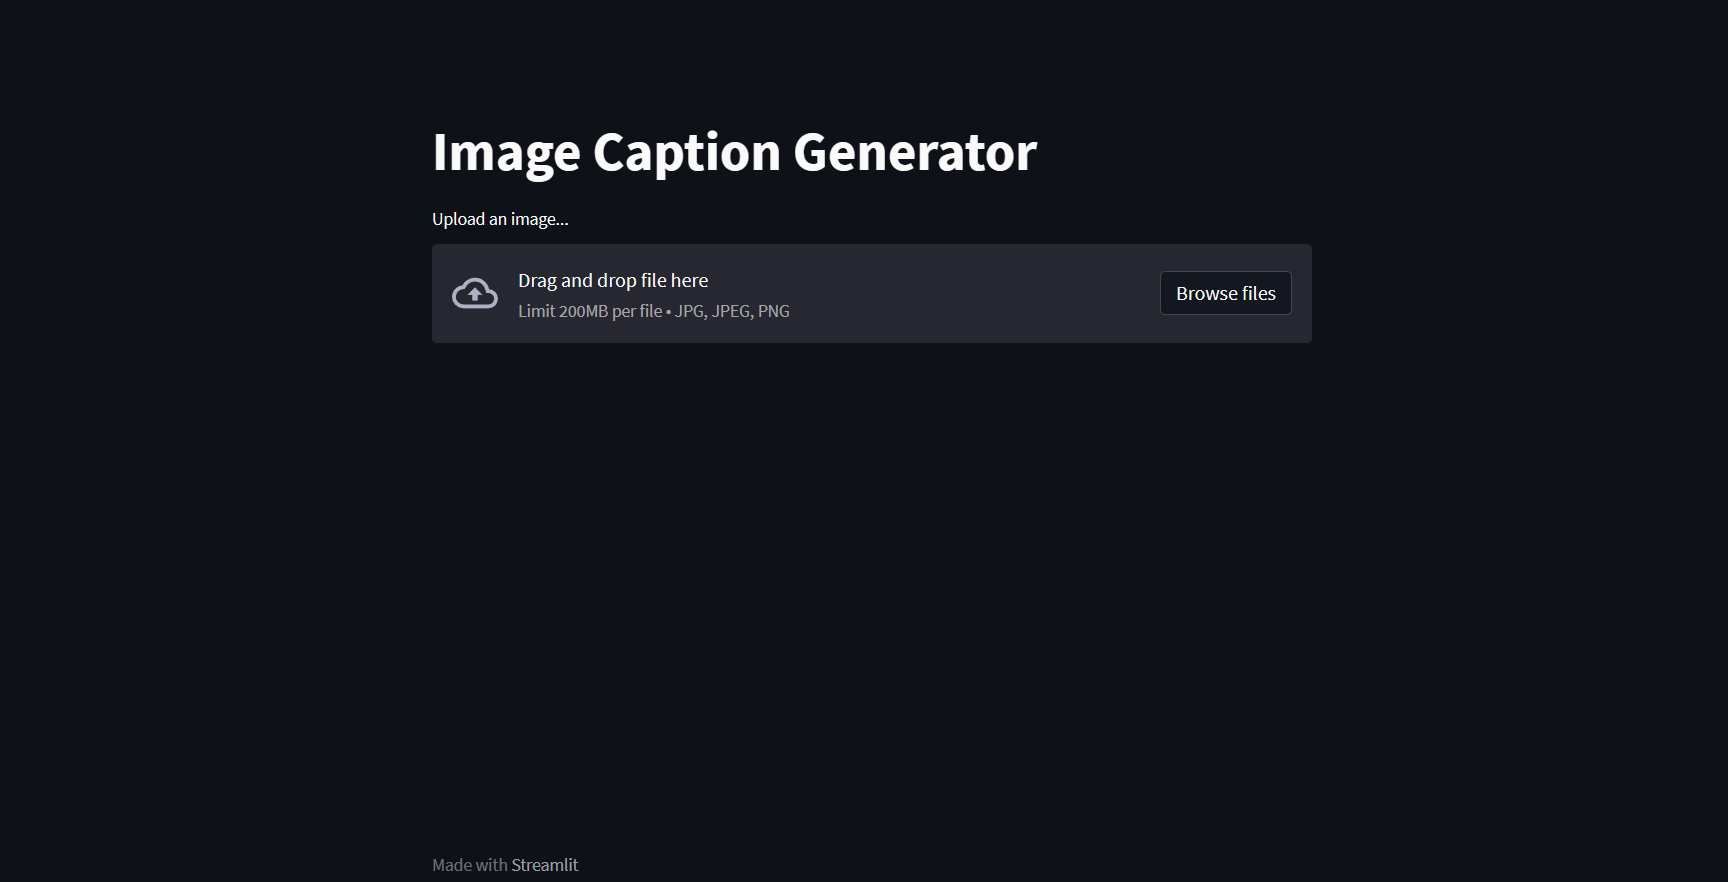 Image Caption Generator
Upload an image...
Drag and drop file here
Limit 200MB per file • JPG, JPEG, PNG
Browse files
Made with Streamlit